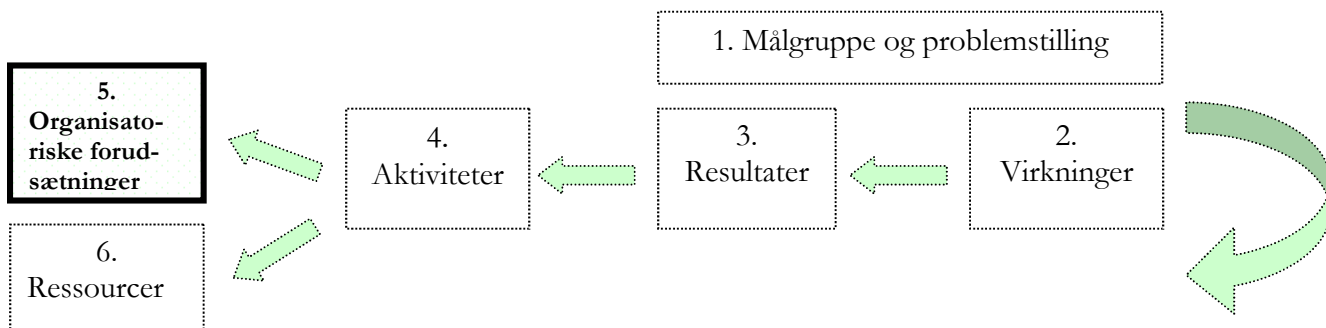 1. Målgruppe og problemstilling
5.
Organisato-
riske forud-
sætninger
4.
Aktiviteter
3.
Resultater
2.
Virkninger
6.
Ressourcer